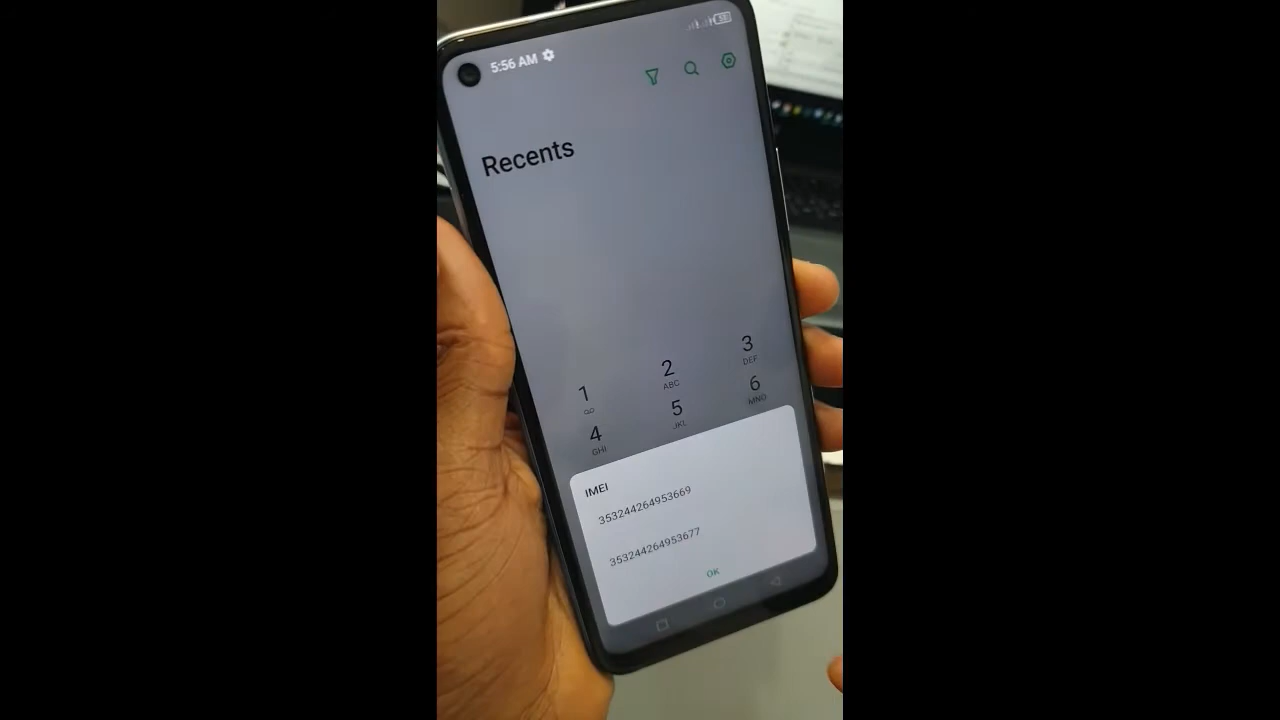 5:56 AM
Recents
1
2
ABC
3
DEF
4
GHI
5
JKL
6
MNO
IMEI
353244264953669
353244264953677
OK